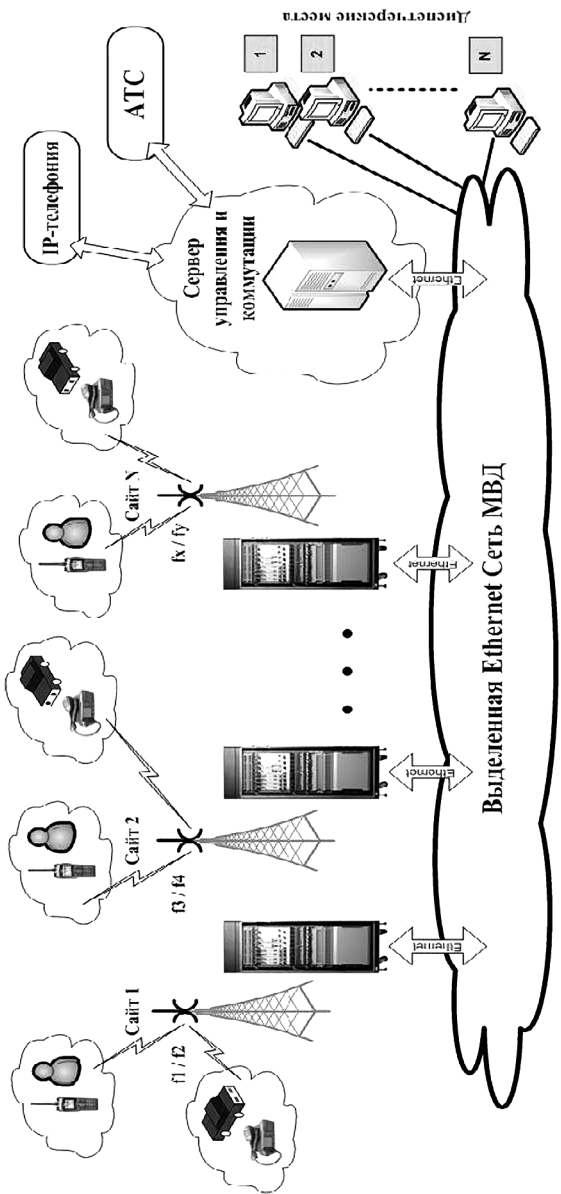 IP-телефония
АТС
Сервер
управления и
коммутации
Диспетчерские места
1
2
N
Сайт 1
f1 / f2
Сайт 2
f3 / f4
Сайт N
fx / fy
Ethernet
Ethernet
Ethernet
Ethernet
Выделенная Ethernet Сеть МВД